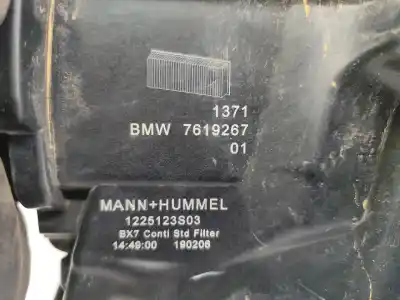 1371
BMW 7619267
01
MANN+HUMMEL
1225123S03
BX7 Conti Std Filter
14:49:00 190206